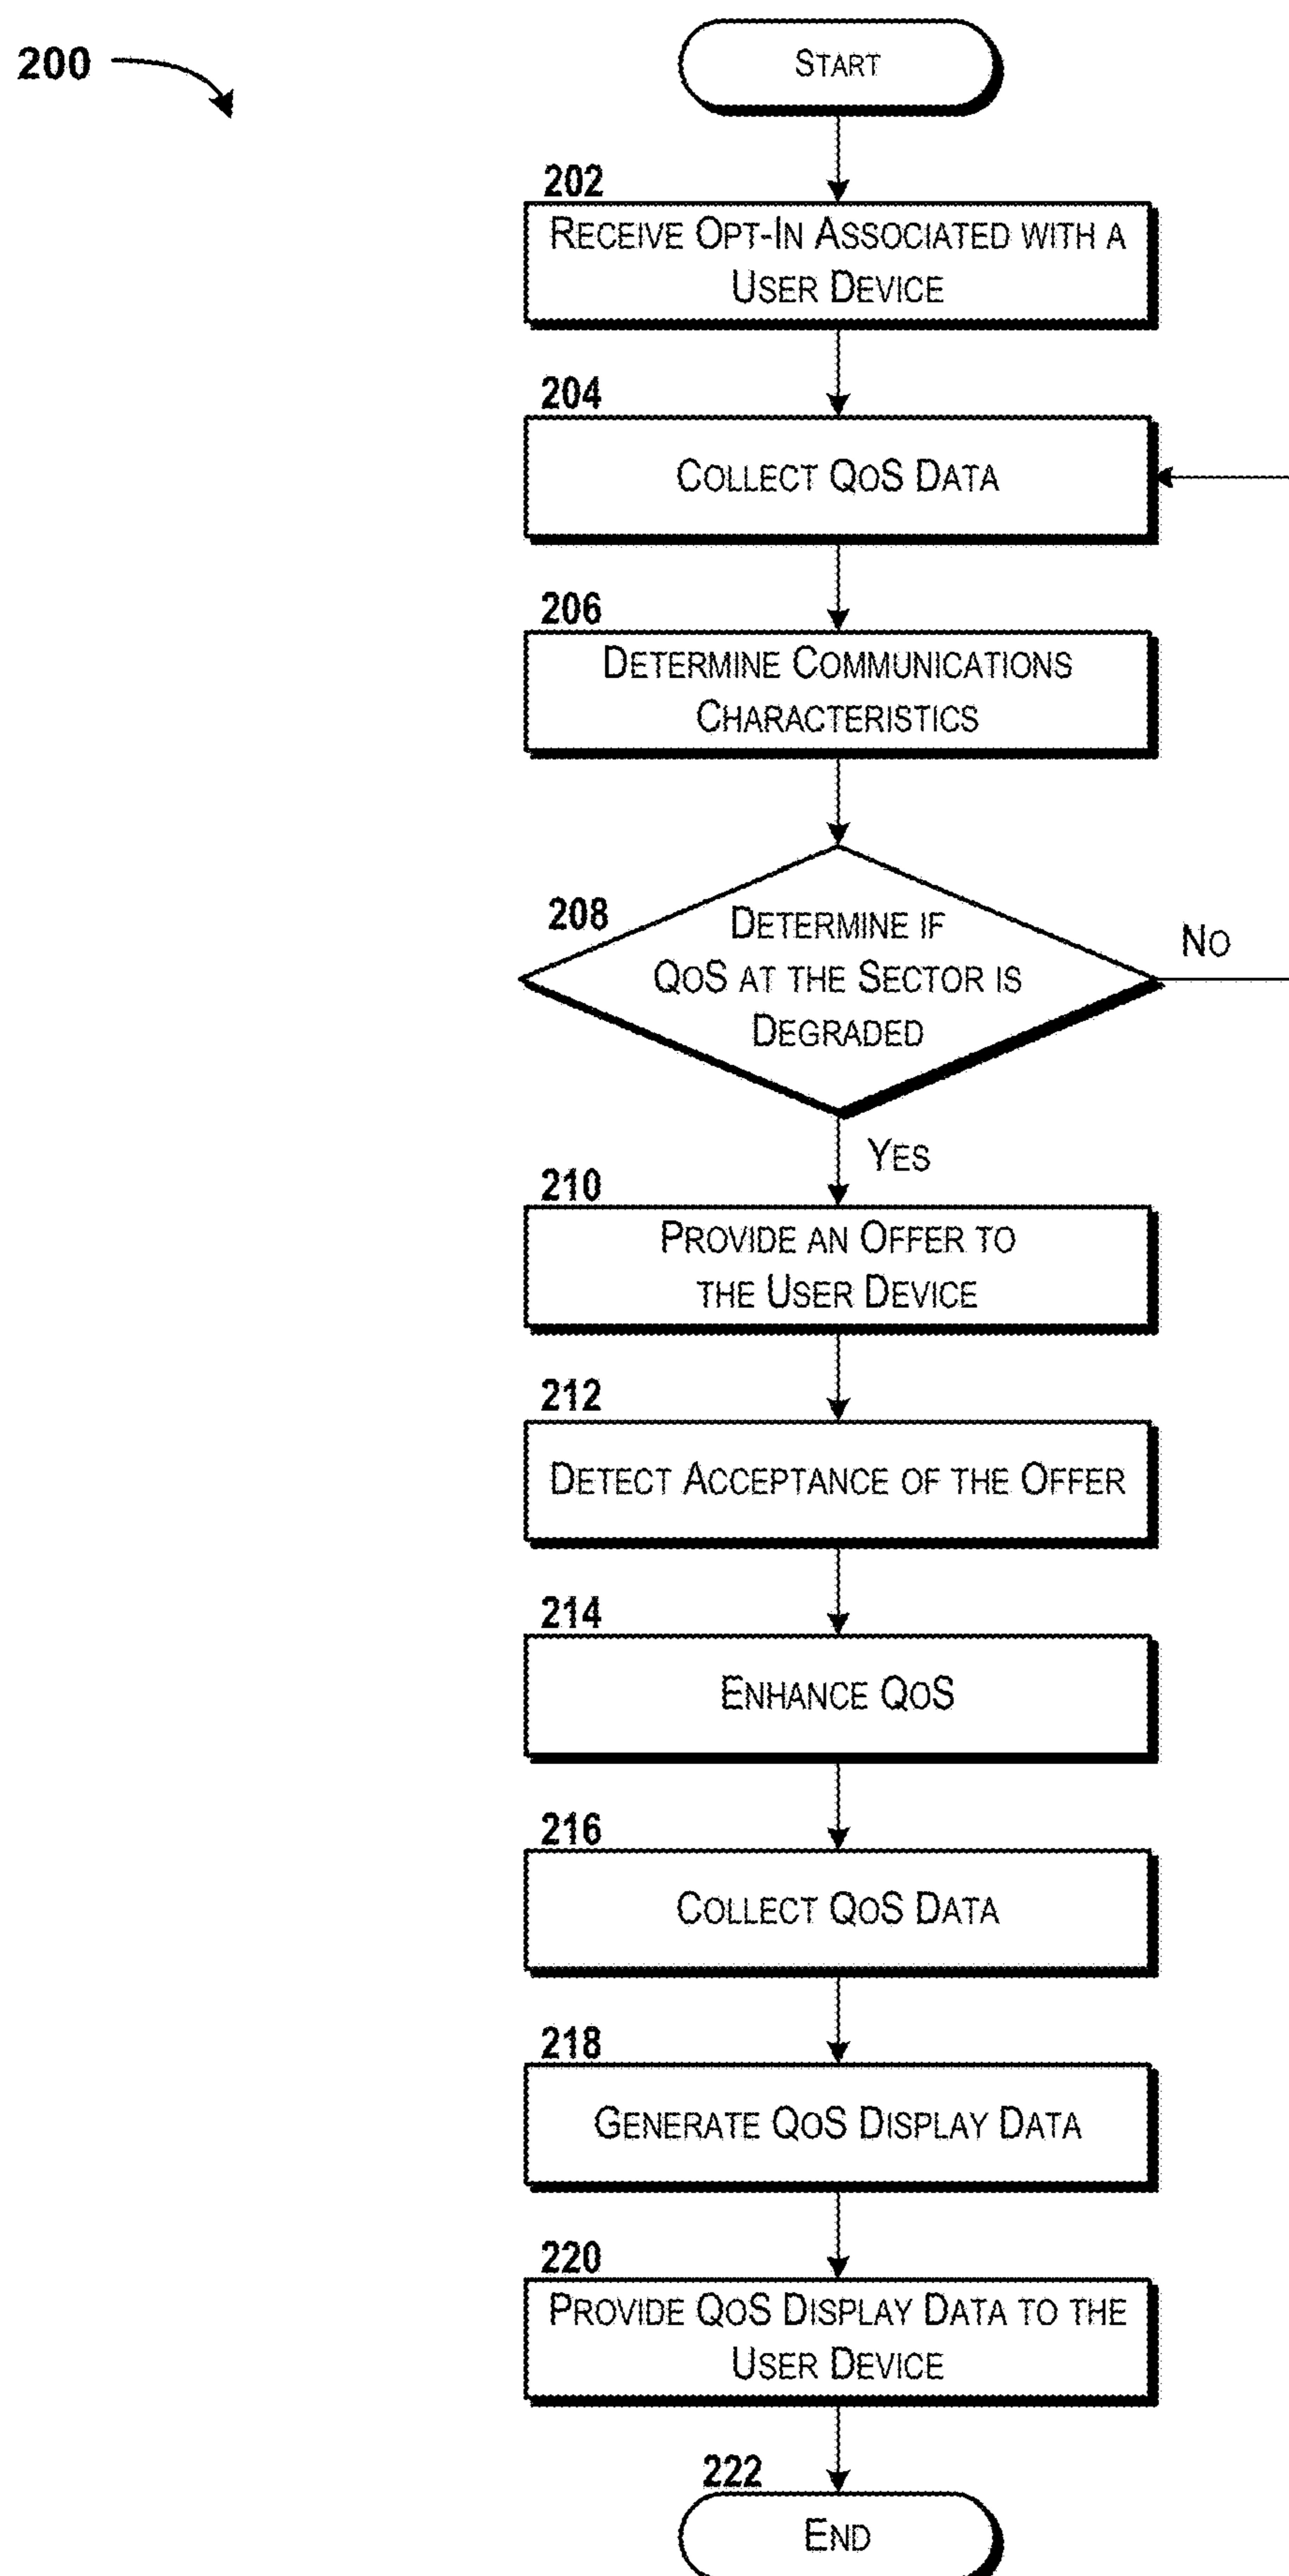 200
START
202
RECEIVE OPT-IN ASSOCIATED WITH A
USER DEVICE
204
COLLECT QOS DATA
206
DETERMINE COMMUNICATIONS
CHARACTERISTICS
208
DETERMINE IF
QOS AT THE SECTOR IS
DEGRADED
NO
YES
210
PROVIDE AN OFFER TO
THE USER DEVICE
212
DETECT ACCEPTANCE OF THE OFFER
214
ENHANCE QOS
216
COLLECT QOS DATA
218
GENERATE QOS DISPLAY DATA
220
PROVIDE QOS DISPLAY DATA TO THE
USER DEVICE
222
END